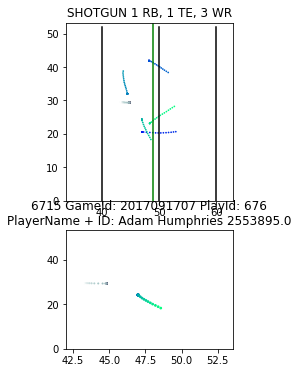 SHOTGUN 1 RB, 1 TE, 3 WR
50
40
30
20
10
0
40 50 60
6715 GameId: 2017091707 PlayId: 676
PlayerName + ID: Adam Humphries 2553895.0
40
20
0
42.5 45.0 47.5 50.0 52.5